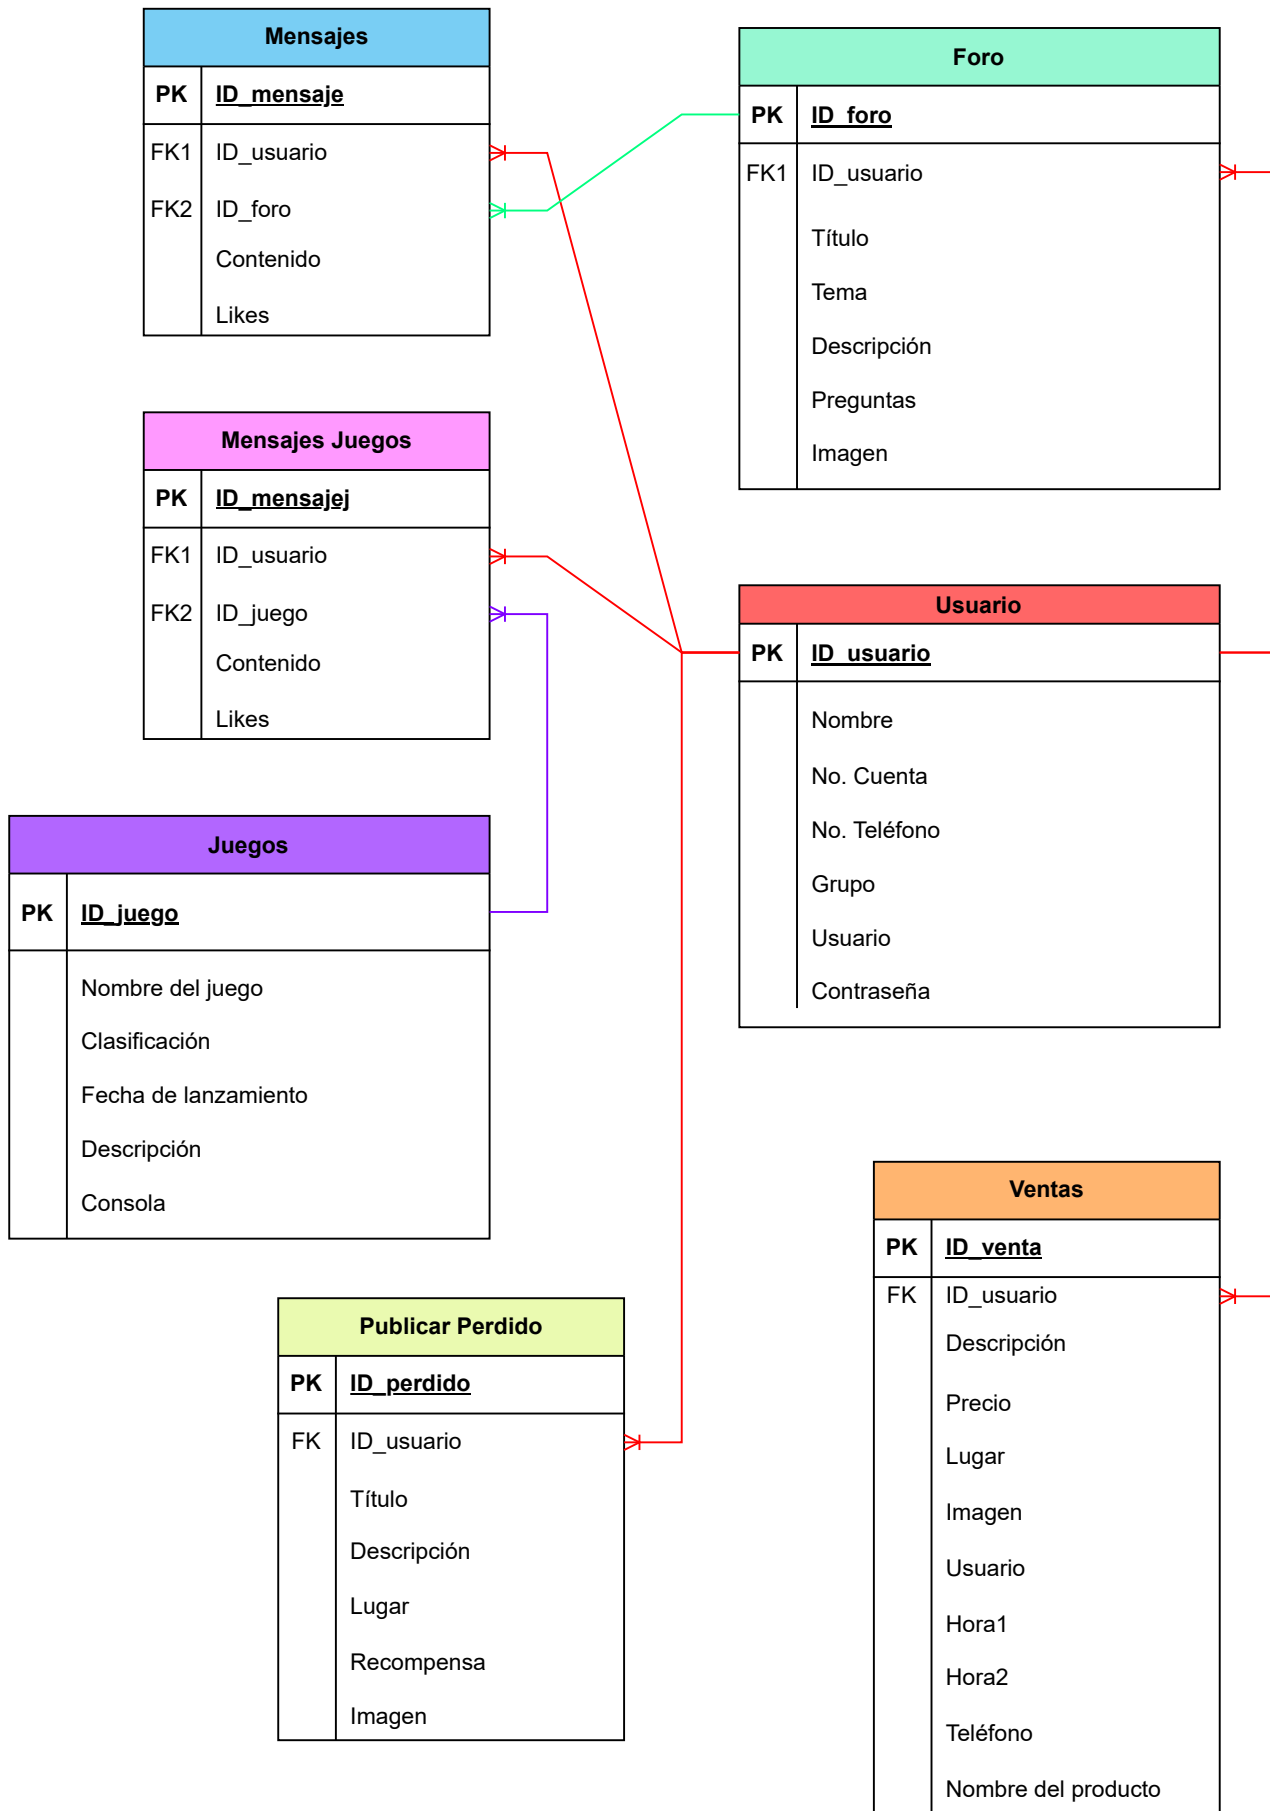 Mensajes
PK ID_mensaje
FK1 ID_usuario
FK2 ID_foro
Contenido
Likes
Foro
PK ID_foro
FK1 ID_usuario
Título
Tema
Descripción
Preguntas
Imagen
Mensajes Juegos
PK ID_mensajej
FK1 ID_usuario
FK2 ID_juego
Contenido
Likes
Usuario
PK ID_usuario
Nombre
No. Cuenta
No. Teléfono
Grupo
Usuario
Contraseña
Juegos
PK ID_juego
Nombre del juego
Clasificación
Fecha de lanzamiento
Descripción
Consola
Ventas
PK ID_venta
FK ID_usuario
Descripción
Precio
Lugar
Imagen
Usuario
Hora1
Hora2
Teléfono
Nombre del producto
Publicar Perdido
PK ID_perdido
FK ID_usuario
Título
Descripción
Lugar
Recompensa
Imagen